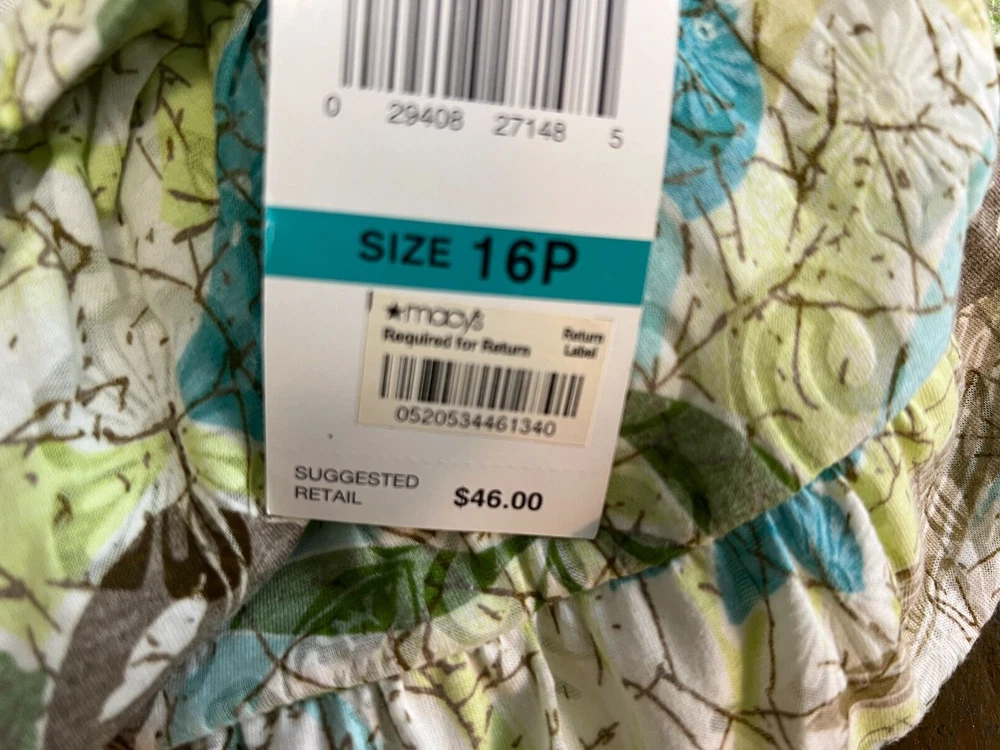 0 29408 27148 5
SIZE 16P
★macy's
Required for Return
Return
Label
0520534461340
SUGGESTED
RETAIL
$46.00